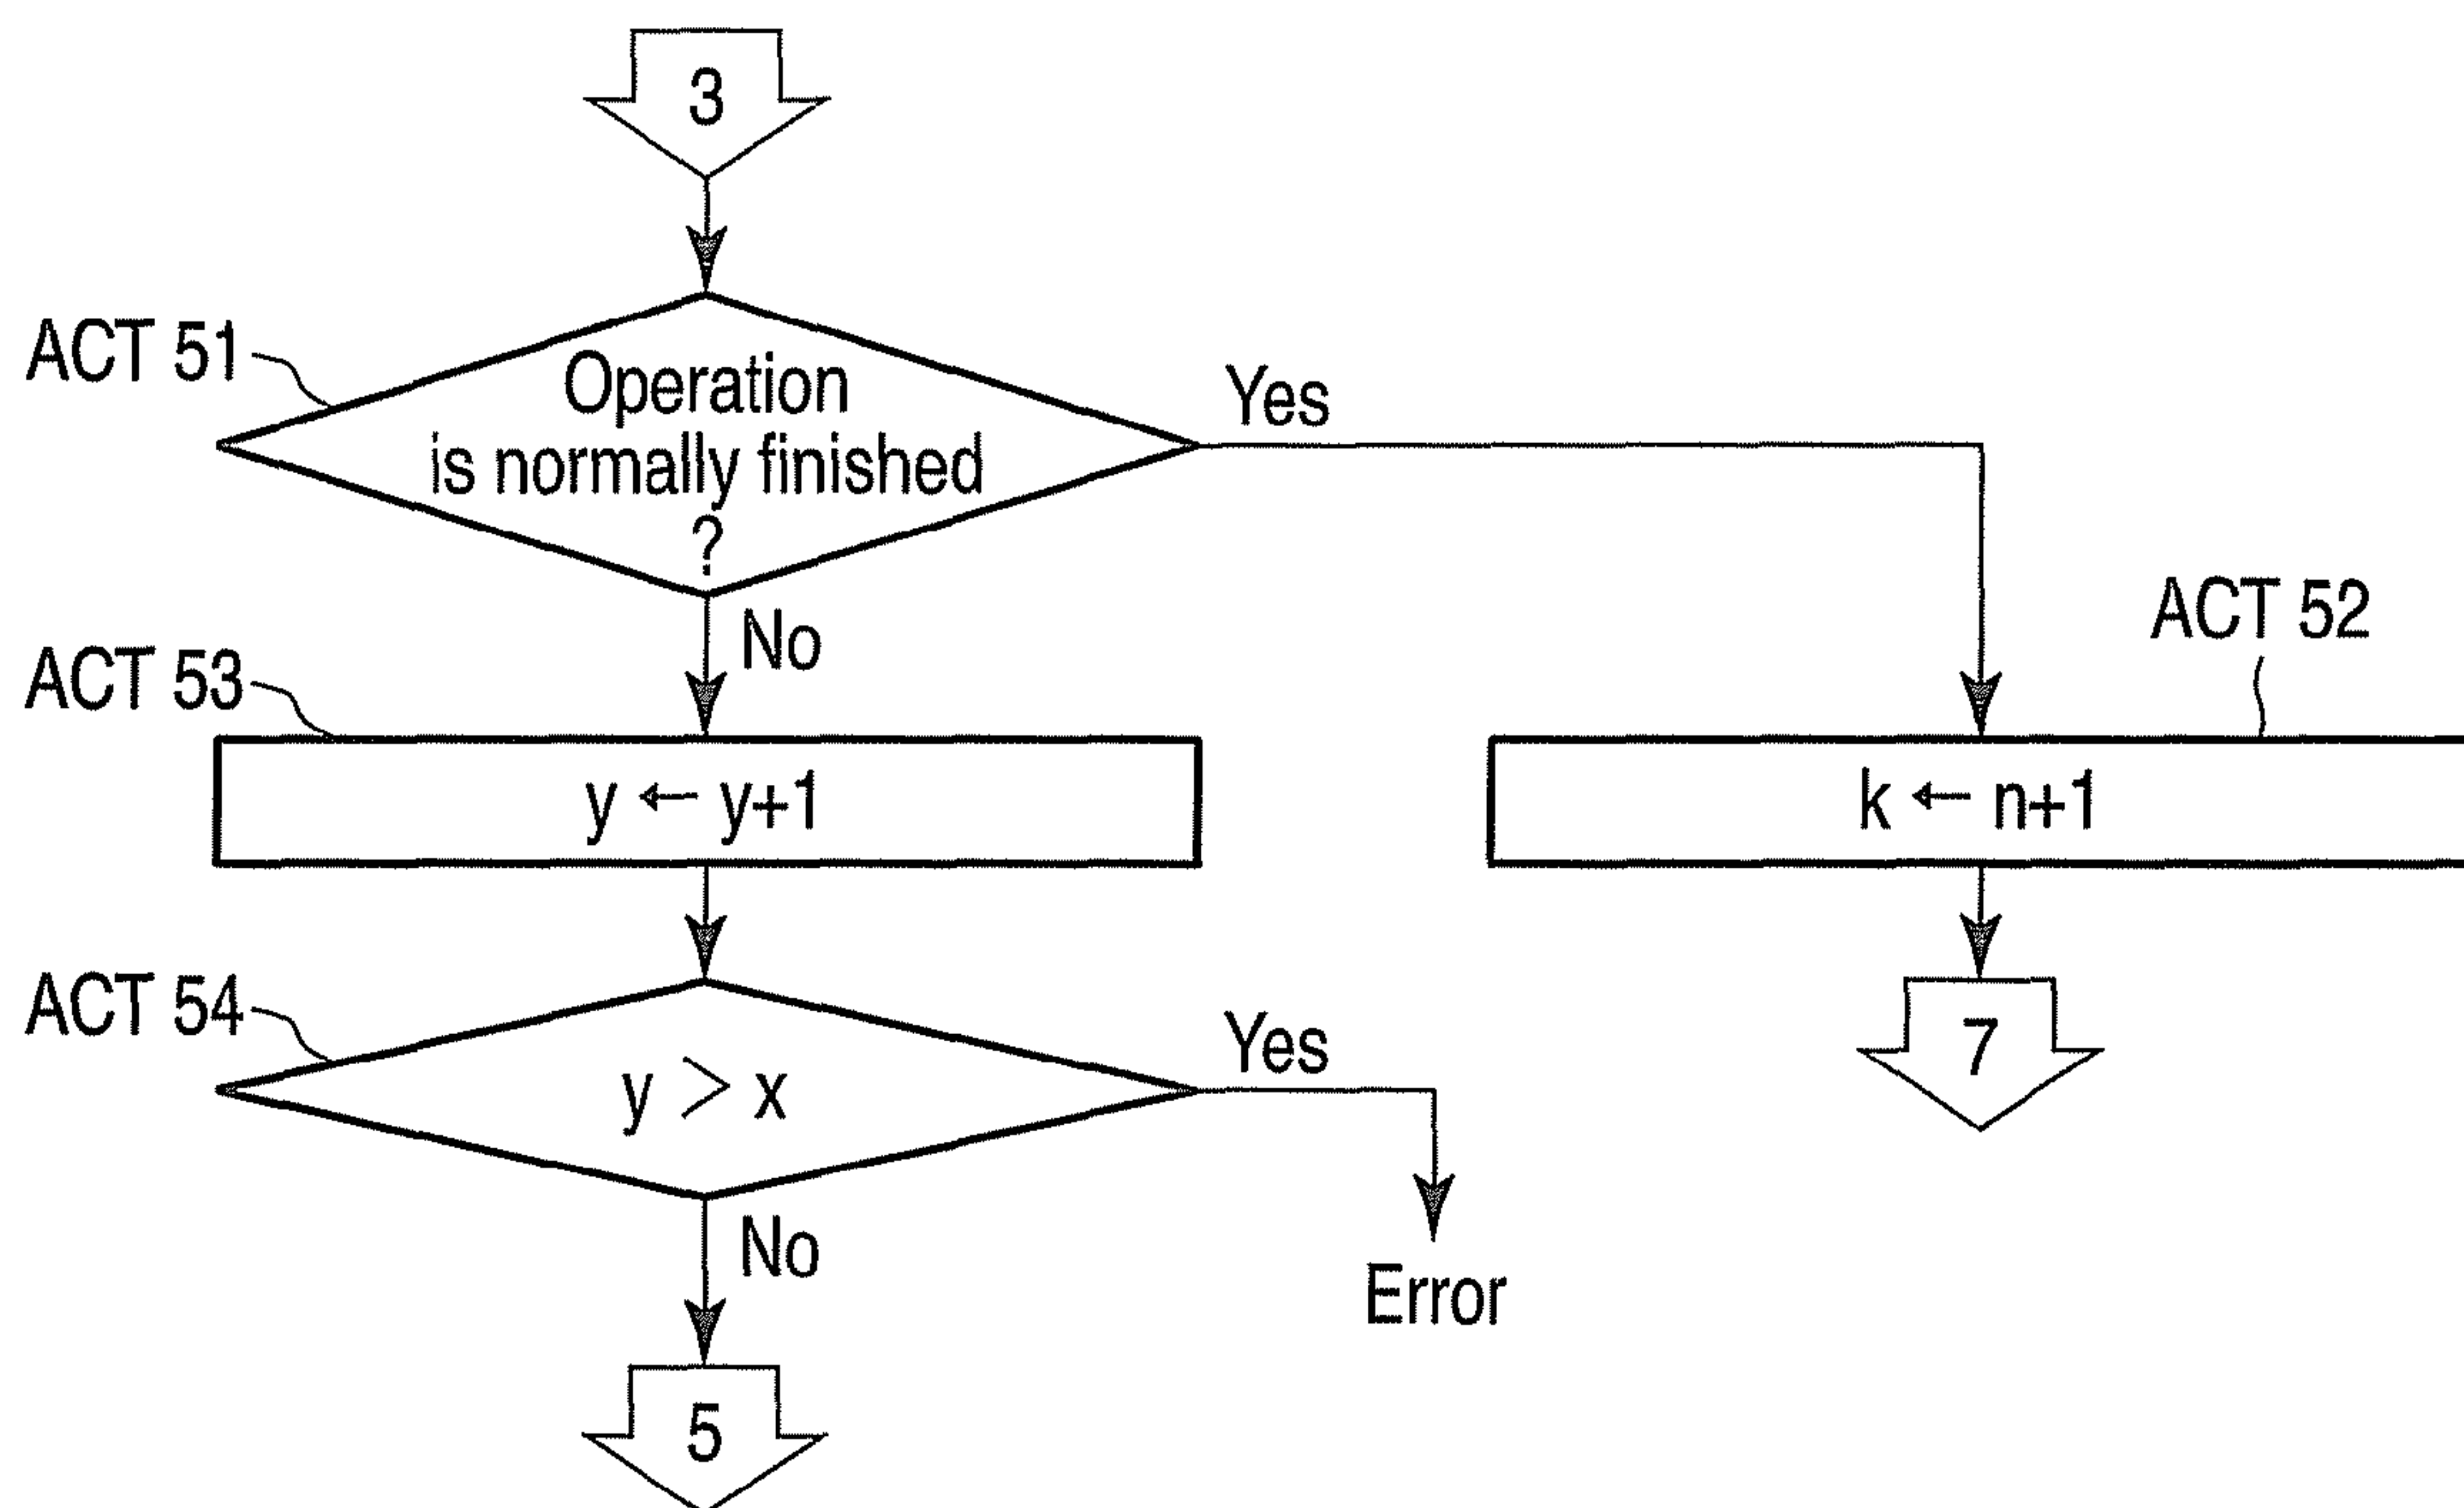 3
ACT 51
Operation
is normally finished
?
Yes
No
ACT 52
ACT 53
y ← y+1
k ← n+1
ACT 54
y > x
Yes
7
No
Error
5